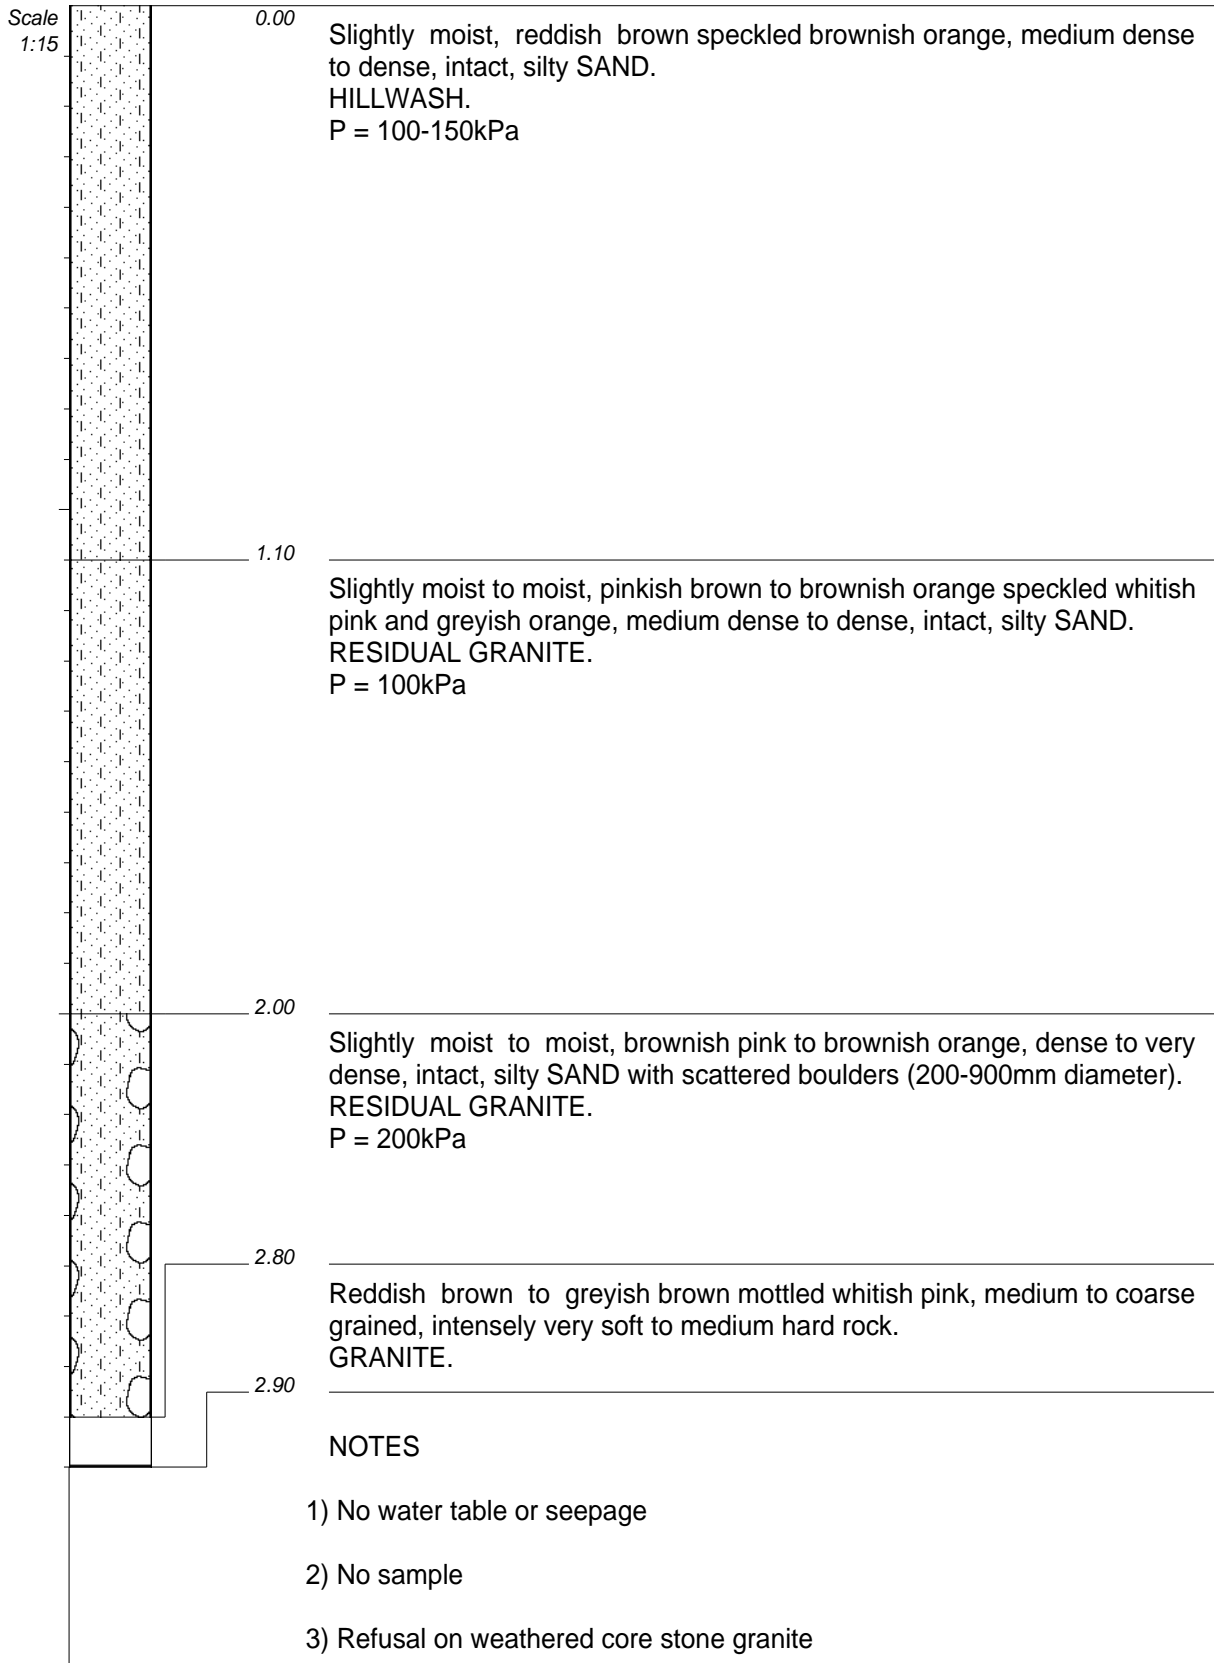 Scale
1:15
0.00
Slightly moist, reddish brown speckled brownish orange, medium dense
to dense, intact, silty SAND.
HILLWASH.
P = 100-150kPa
1.10
Slightly moist to moist, pinkish brown to brownish orange speckled whitish
pink and greyish orange, medium dense to dense, intact, silty SAND.
RESIDUAL GRANITE.
P = 100kPa
2.00
Slightly moist to moist, brownish pink to brownish orange, dense to very
dense, intact, silty SAND with scattered boulders (200-900mm diameter).
RESIDUAL GRANITE.
P = 200kPa
2.80
Reddish brown to greyish brown mottled whitish pink, medium to coarse
grained, intensely very soft to medium hard rock.
GRANITE.
2.90
NOTES
1) No water table or seepage
2) No sample
3) Refusal on weathered core stone granite